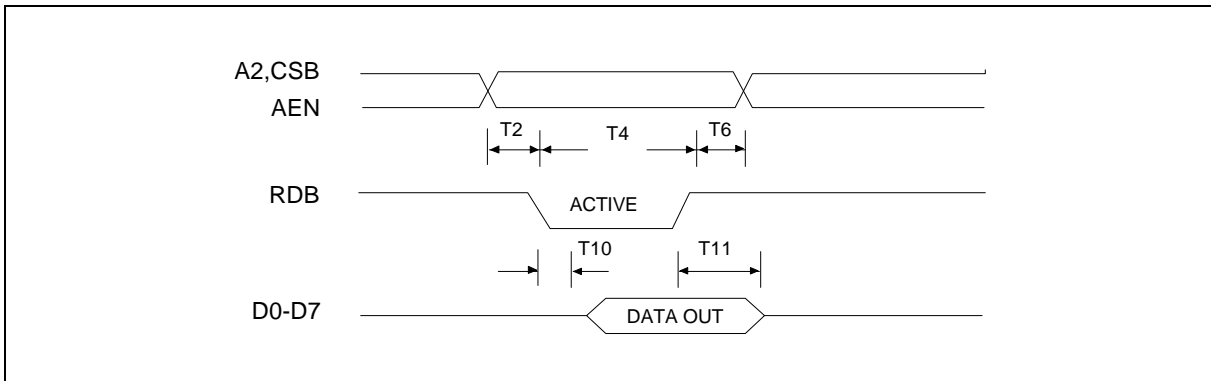 A2,CSB
AEN
T2
T4
T6
RDB
ACTIVE
T10
T11
D0-D7
DATA OUT